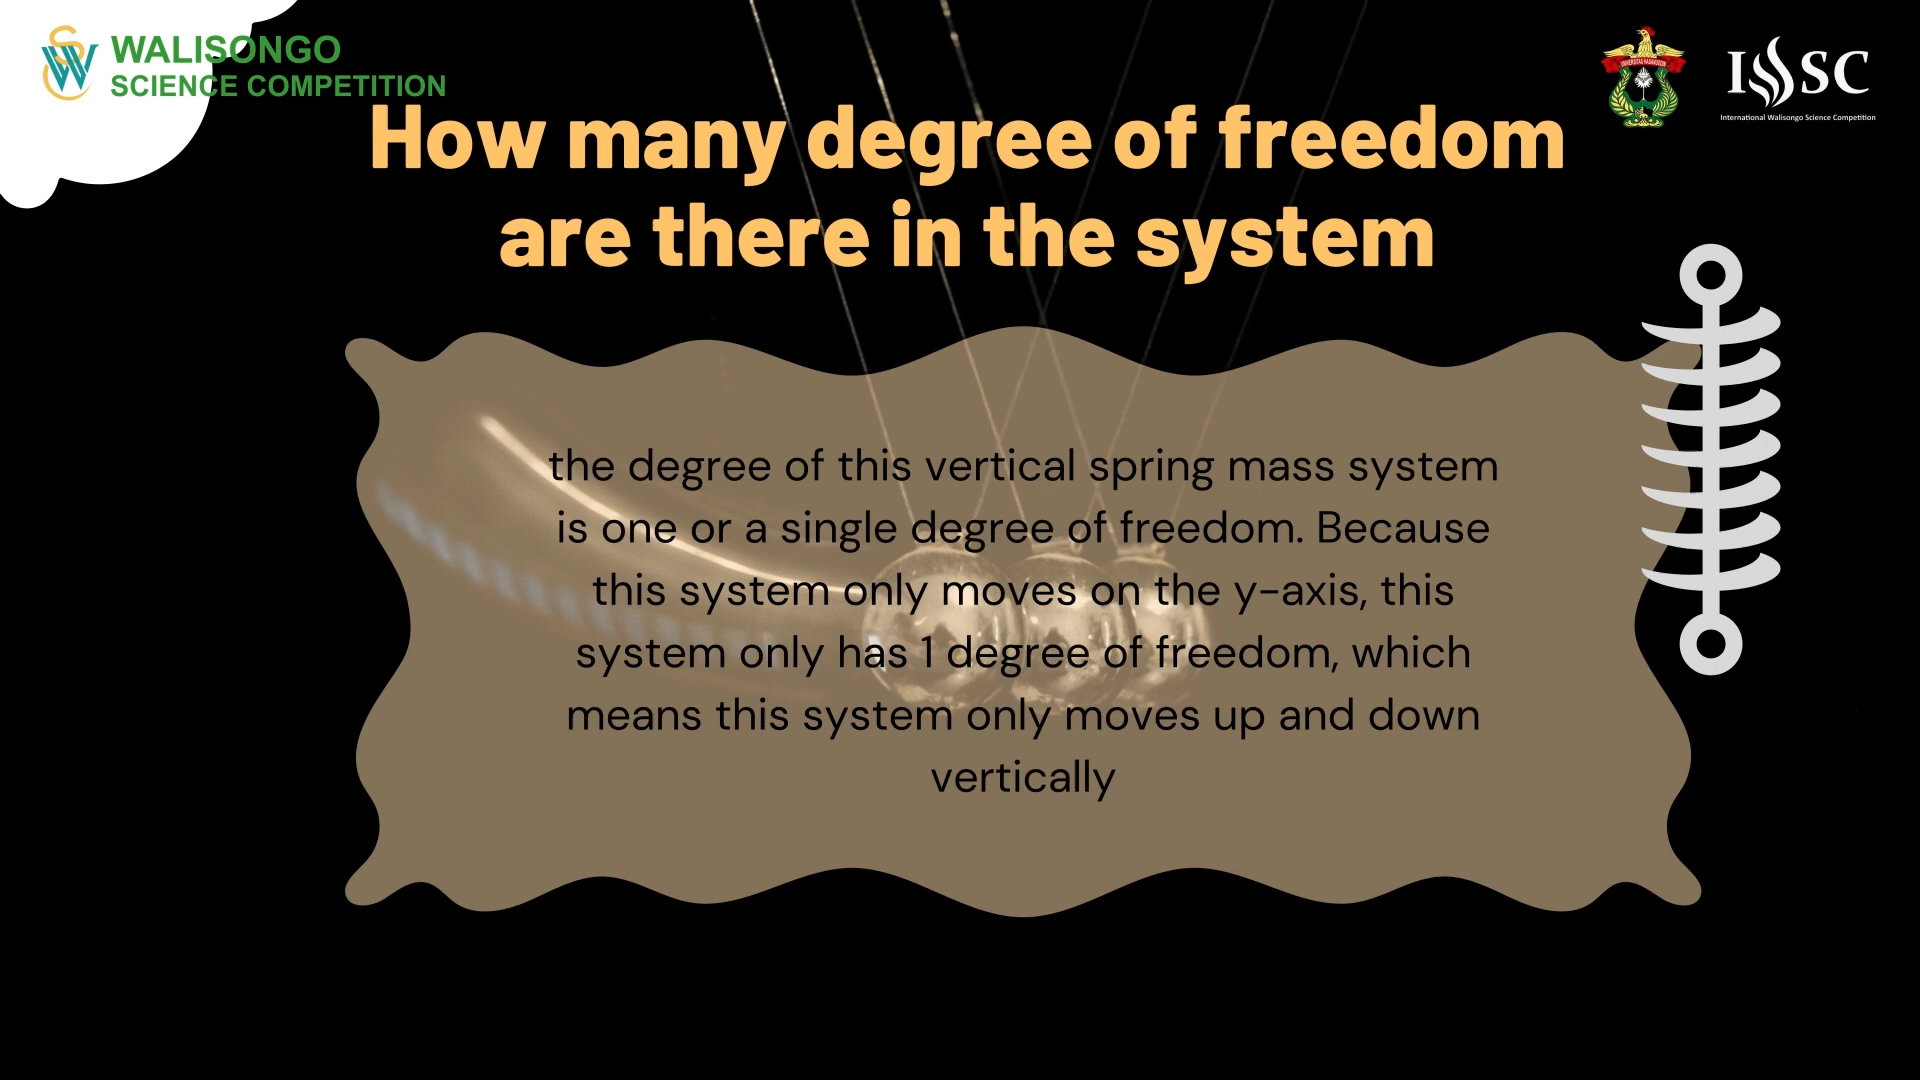 WALISONGO
SCIENCE COMPETITION
UNIVERSITAS HASANUDDIN
ISSC
International Walisongo Science Competition
How many degree of freedom
are there in the system
the degree of this vertical spring mass system
is one or a single degree of freedom. Because
this system only moves on the y-axis, this
system only has 1 degree of freedom, which
means this system only moves up and down
vertically